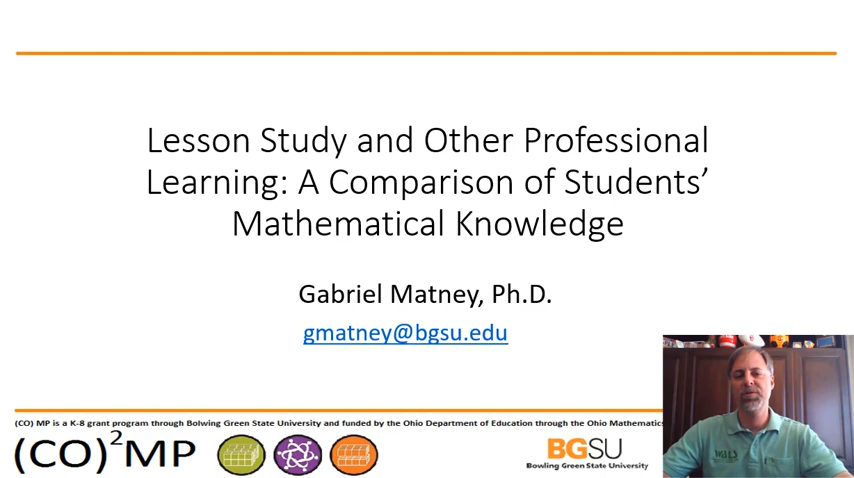 Lesson Study and Other Professional
Learning: A Comparison of Students’
Mathematical Knowledge
Gabriel Matney, Ph.D.
gmatney@bgsu.edu
(CO) MP is a K-8 grant program through Bolwing Green State University and funded by the Ohio Department of Education through the Ohio Mathematics
(CO)2MP
BGSU
Bowling Green State University